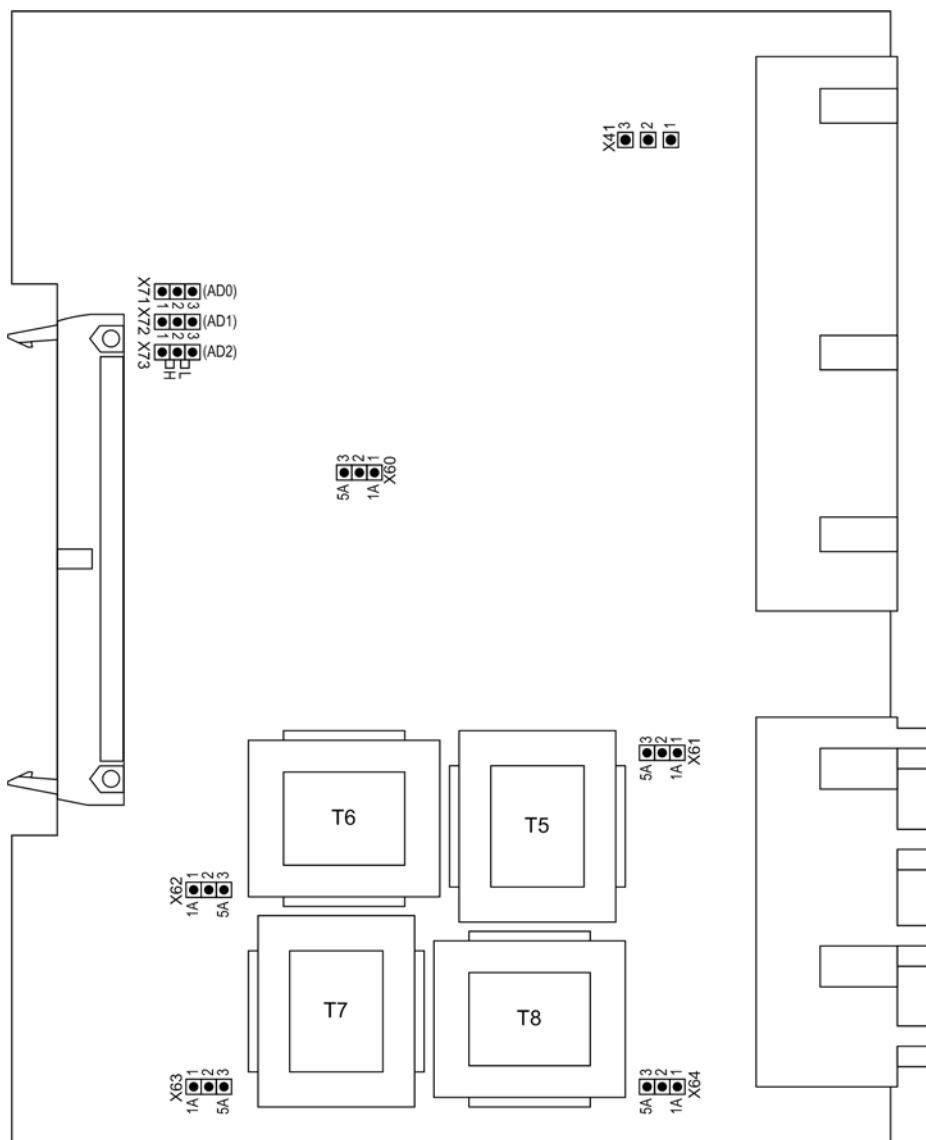 X41
3 2 1
X71
(AD0)
1 2 3
X72
(AD1)
1 2 3
X73
(AD2)
H L
3 2 1
X60
5A 1A
T6
T5
3 2 1
X61
5A 1A
X62
1 2 3
1A 5A
T7
T8
X63
1 2 3
1A 5A
3 2 1
X64
5A 1A